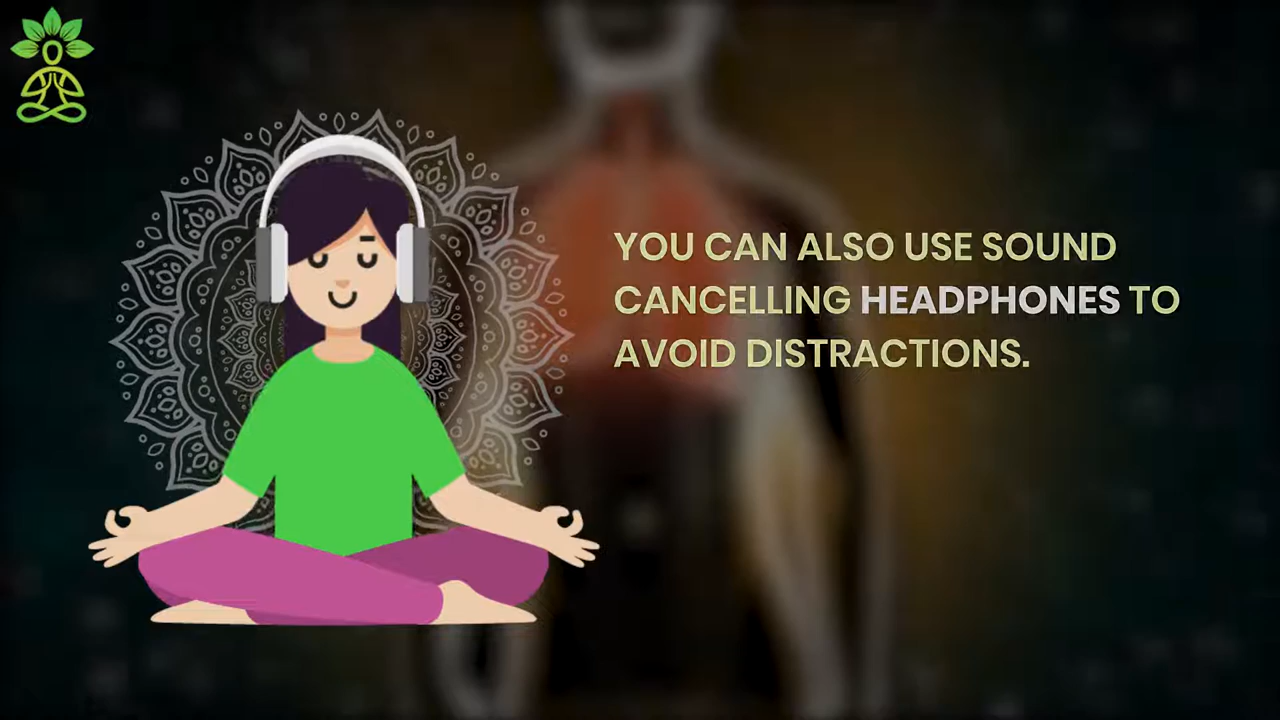 YOU CAN ALSO USE SOUND
CANCELLING HEADPHONES TO
AVOID DISTRACTIONS.